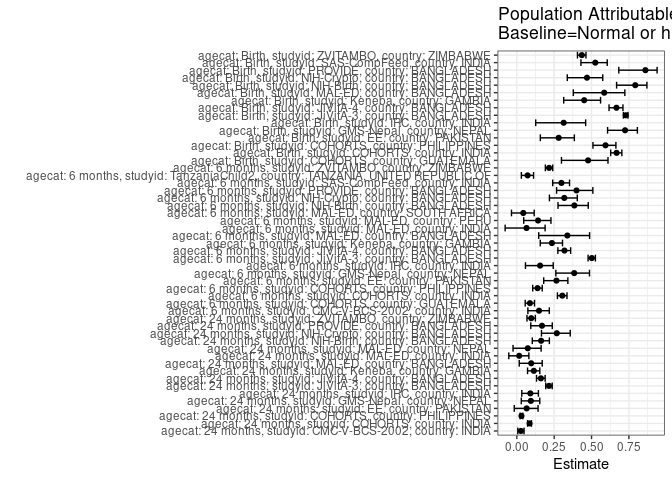 Population Attributable
Baseline=Normal or h
agecat: Birth, studyid: ZVITAMBO, country: ZIMBABWE
agecat: Birth, studyid: SAS-CompFeed, country: INDIA
agecat: Birth, studyid: PROVIDE, country: BANGLADESH
agecat: Birth, studyid: NIH-Crypto, country: BANGLADESH
agecat: Birth, studyid: NIH-Birth, country: BANGLADESH
agecat: Birth, studyid: MAL-ED, country: BANGLADESH
agecat: Birth, studyid: Keneba, country: GAMBIA
agecat: Birth, studyid: JiVitA-4, country: BANGLADESH
agecat: Birth, studyid: JiVitA-3, country: BANGLADESH
agecat: Birth, studyid: IRC, country: INDIA
agecat: Birth, studyid: GMS-Nepal, country: NEPAL
agecat: Birth, studyid: EE, country: PAKISTAN
agecat: Birth, studyid: COHORTS, country: PHILIPPINES
agecat: Birth, studyid: COHORTS, country: INDIA
agecat: Birth, studyid: COHORTS, country: GUATEMALA
agecat: 6 months, studyid: ZVITAMBO, country: ZIMBABWE
agecat: 6 months, studyid: TanzaniaChild2, country: TANZANIA, UNITED REPUBLIC OF
agecat: 6 months, studyid: SAS-CompFeed, country: INDIA
agecat: 6 months, studyid: PROVIDE, country: BANGLADESH
agecat: 6 months, studyid: NIH-Crypto, country: BANGLADESH
agecat: 6 months, studyid: NIH-Birth, country: BANGLADESH
agecat: 6 months, studyid: MAL-ED, country: SOUTH AFRICA
agecat: 6 months, studyid: MAL-ED, country: PERU
agecat: 6 months, studyid: MAL-ED, country: INDIA
agecat: 6 months, studyid: MAL-ED, country: BANGLADESH
agecat: 6 months, studyid: Keneba, country: GAMBIA
agecat: 6 months, studyid: JiVitA-4, country: BANGLADESH
agecat: 6 months, studyid: JiVitA-3, country: BANGLADESH
agecat: 6 months, studyid: IRC, country: INDIA
agecat: 6 months, studyid: GMS-Nepal, country: NEPAL
agecat: 6 months, studyid: EE, country: PAKISTAN
agecat: 6 months, studyid: COHORTS, country: PHILIPPINES
agecat: 6 months, studyid: COHORTS, country: INDIA
agecat: 6 months, studyid: COHORTS, country: GUATEMALA
agecat: 6 months, studyid: CMC-V-BCS-2002, country: INDIA
agecat: 24 months, studyid: ZVITAMBO, country: ZIMBABWE
agecat: 24 months, studyid: PROVIDE, country: BANGLADESH
agecat: 24 months, studyid: NIH-Crypto, country: BANGLADESH
agecat: 24 months, studyid: NIH-Birth, country: BANGLADESH
agecat: 24 months, studyid: MAL-ED, country: NEPAL
agecat: 24 months, studyid: MAL-ED, country: INDIA
agecat: 24 months, studyid: MAL-ED, country: BANGLADESH
agecat: 24 months, studyid: Keneba, country: GAMBIA
agecat: 24 months, studyid: JiVitA-4, country: BANGLADESH
agecat: 24 months, studyid: JiVitA-3, country: BANGLADESH
agecat: 24 months, studyid: IRC, country: INDIA
agecat: 24 months, studyid: GMS-Nepal, country: NEPAL
agecat: 24 months, studyid: EE, country: PAKISTAN
agecat: 24 months, studyid: COHORTS, country: PHILIPPINES
agecat: 24 months, studyid: COHORTS, country: INDIA
agecat: 24 months, studyid: CMC-V-BCS-2002, country: INDIA
0.00 0.25 0.50 0.75
Estimate